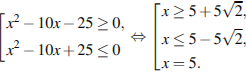 [ x² − 10x − 25 ≥ 0, x² − 10x + 25 ≤ 0 ⇔ [ x ≥ 5 + 5√2, x ≤ 5 − 5√2, x = 5.